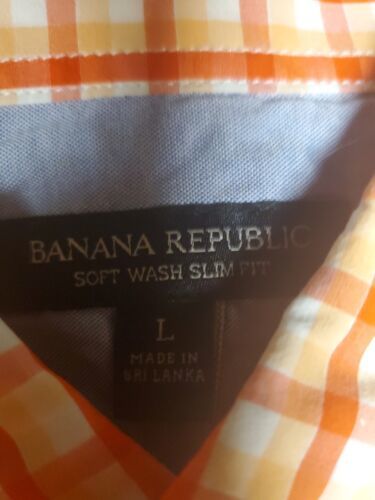 BANANA REPUBLIC
SOFT WASH SLIM FIT
L
MADE IN
SRI LANKA